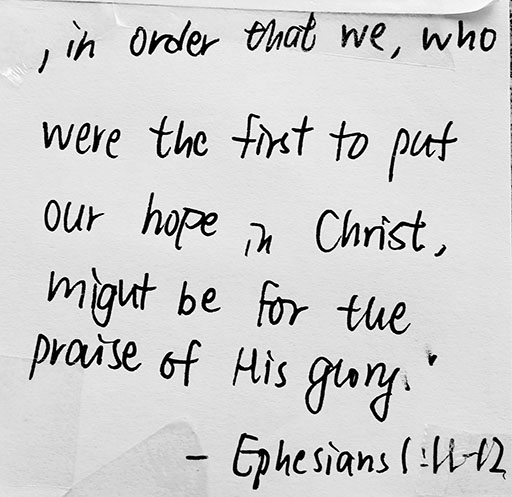 , in order that we, who
were the first to put
our hope in Christ,
might be for the
praise of His glory.'
- Ephesians 1:11-12